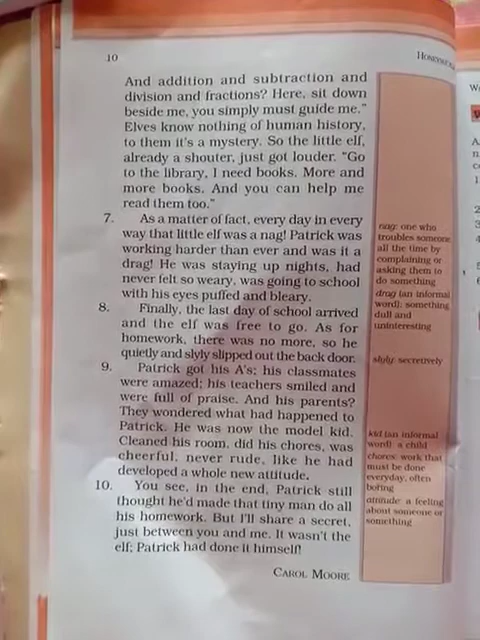 10
And addition and subtraction and
division and fractions? Here, sit down
beside me, you simply must guide me."
Elves know nothing of human history,
to them it's a mystery. So the little elf,
already a shouter, just got louder. "Go
to the library, I need books. More and
more books. And you can help me
read them too."
7. As a matter of fact, every day in every
way that little elf was a nag! Patrick was
working harder than ever and was it a
drag! He was staying up nights, had
never felt so weary, was going to school
with his eyes puffed and bleary.
8. Finally, the last day of school arrived
and the elf was free to go. As for
homework, there was no more, so he
quietly and slyly slipped out the back door.
9. Patrick got his A's; his classmates
were amazed; his teachers smiled and
were full of praise. And his parents?
They wondered what had happened to
Patrick. He was now the model kid.
Cleaned his room, did his chores, was
cheerful, never rude, like he had
developed a whole new attitude.
10. You see, in the end, Patrick still
thought he'd made that tiny man do all
his homework. But I'll share a secret,
just between you and me. It wasn't the
elf; Patrick had done it himself!
CAROL MOORE
nag: one who
troubles someone
all the time by
complaining or
asking them to
do something
drag (an informal
word): something
dull and
uninteresting
slyly: secretively
kid (an informal
word): a child
chores: work that
must be done
everyday, often
boring
attitude: a feeling
about someone or
something